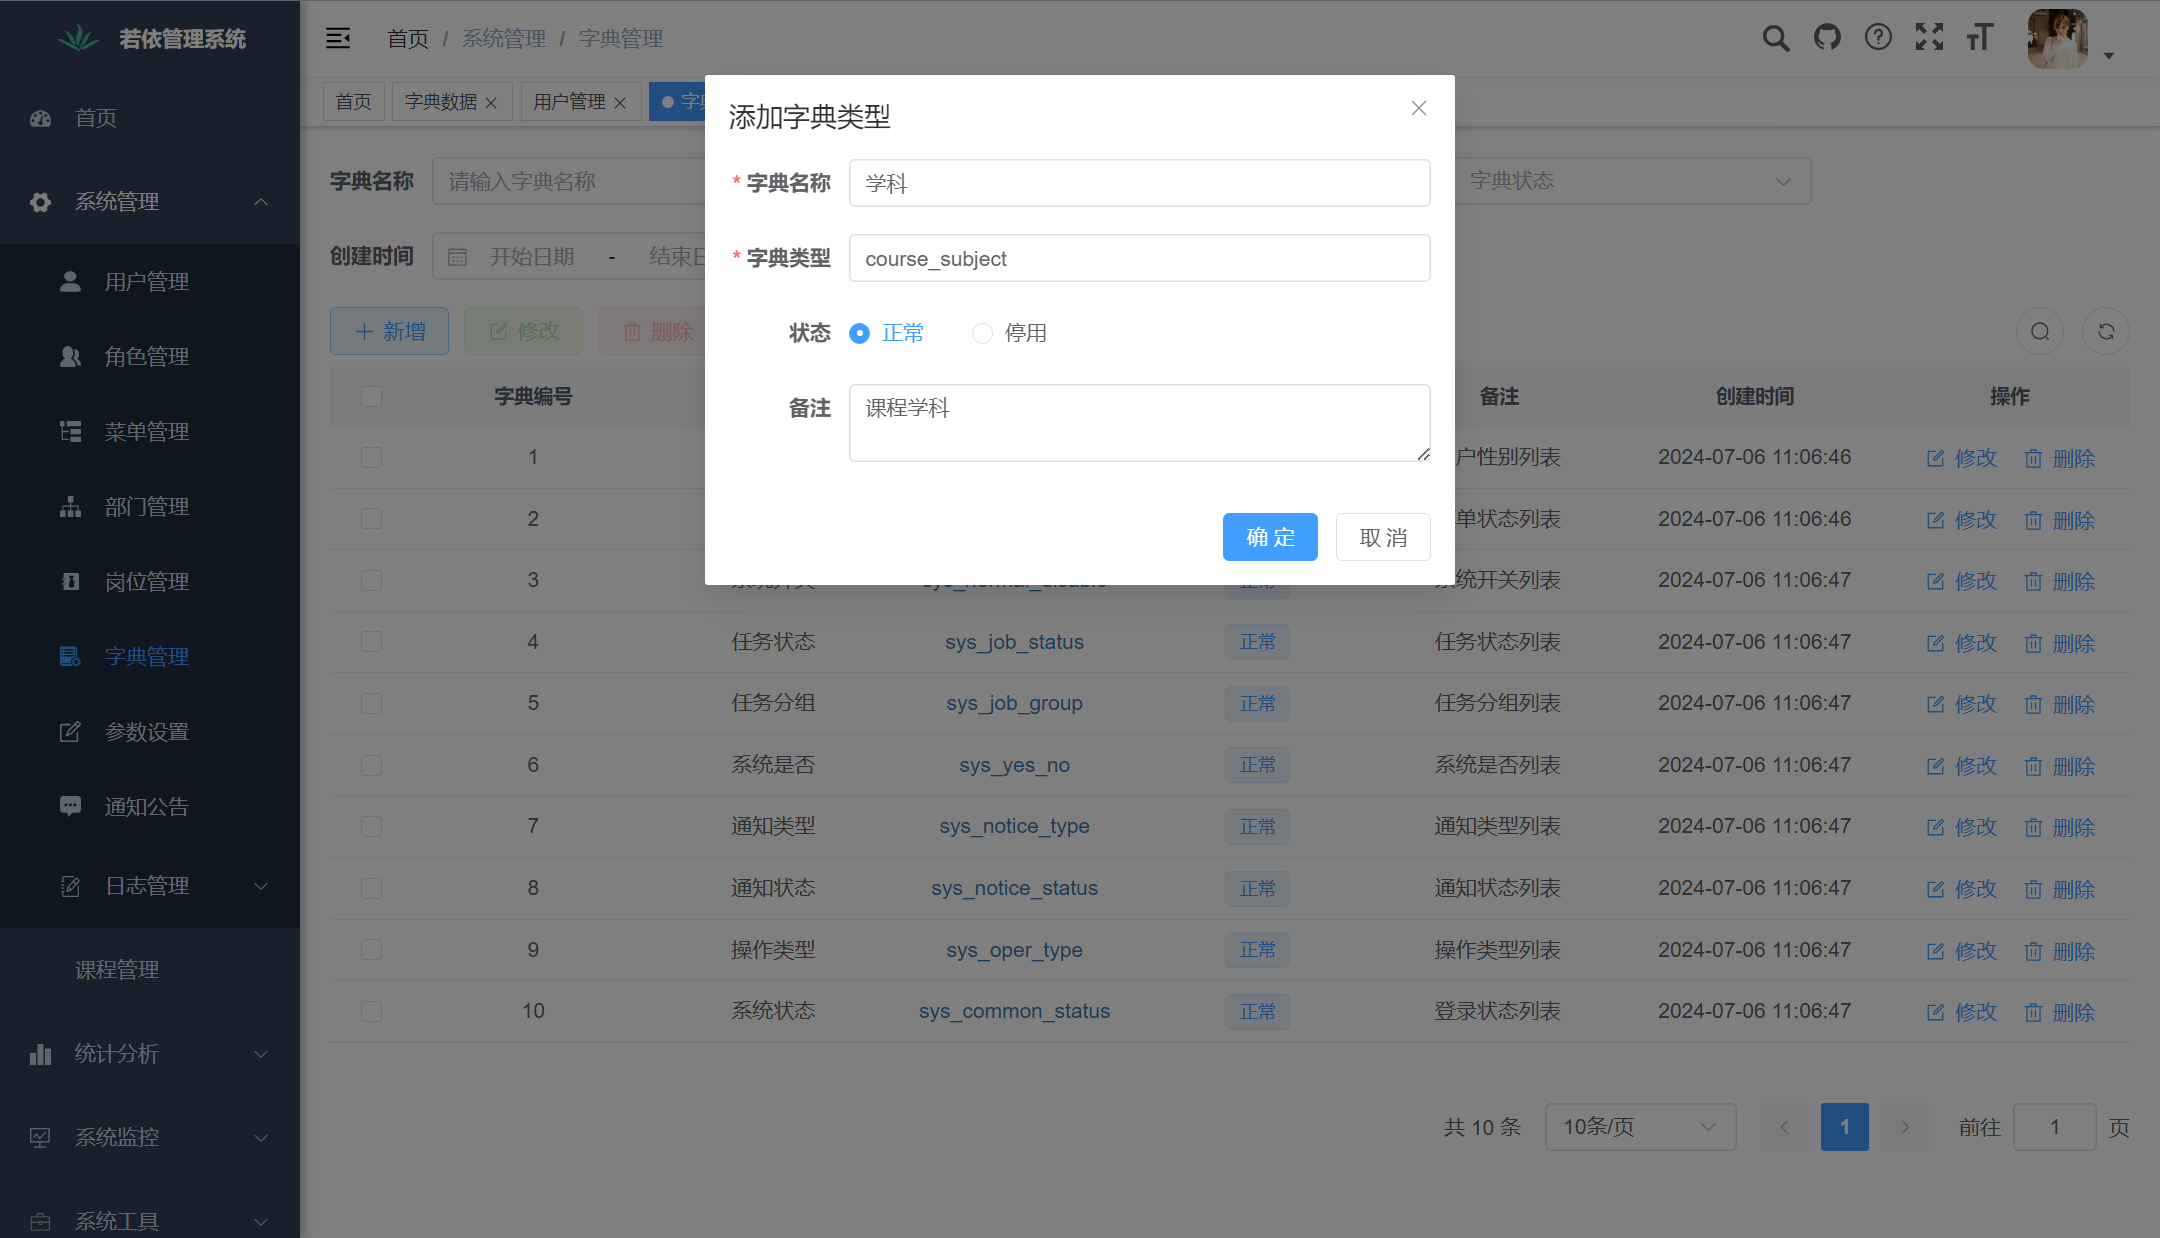 若依管理系统
首页
系统管理
用户管理
角色管理
菜单管理
部门管理
岗位管理
字典管理
参数设置
通知公告
日志管理
课程管理
统计分析
系统监控
系统工具
首页 / 系统管理 / 字典管理
首页 字典数据 用户管理
字典名称 请输入字典名称 字典状态
创建时间 开始日期 - 结束日
新增 修改 删除
添加字典类型
* 字典名称 学科
* 字典类型 course_subject
状态 正常 停用
备注 课程学科
确 定 取 消
字典编号 备注 创建时间 操作
1 户性别列表 2024-07-06 11:06:46 修改 删除
2 单状态列表 2024-07-06 11:06:46 修改 删除
3 统开关列表 2024-07-06 11:06:47 修改 删除
4 任务状态 sys_job_status 正常 任务状态列表 2024-07-06 11:06:47 修改 删除
5 任务分组 sys_job_group 正常 任务分组列表 2024-07-06 11:06:47 修改 删除
6 系统是否 sys_yes_no 正常 系统是否列表 2024-07-06 11:06:47 修改 删除
7 通知类型 sys_notice_type 正常 通知类型列表 2024-07-06 11:06:47 修改 删除
8 通知状态 sys_notice_status 正常 通知状态列表 2024-07-06 11:06:47 修改 删除
9 操作类型 sys_oper_type 正常 操作类型列表 2024-07-06 11:06:47 修改 删除
10 系统状态 sys_common_status 正常 登录状态列表 2024-07-06 11:06:47 修改 删除
共 10 条 10条/页 1 前往 1 页